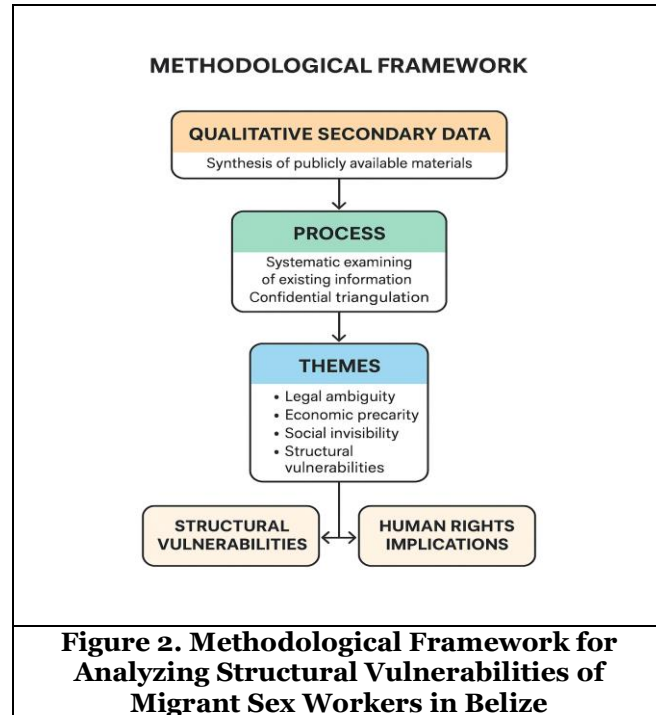 METHODOLOGICAL FRAMEWORK
QUALITATIVE SECONDARY DATA
Synthesis of publicly available materials
PROCESS
Systematic examining
of existing information
Confidential triangulation
THEMES
• Legal ambiguity
• Economic precarity
• Social invisibility
• Structural
vulnerabilities
STRUCTURAL
VULNERABILITIES
HUMAN RIGHTS
IMPLICATIONS
Figure 2. Methodological Framework for
Analyzing Structural Vulnerabilities of
Migrant Sex Workers in Belize